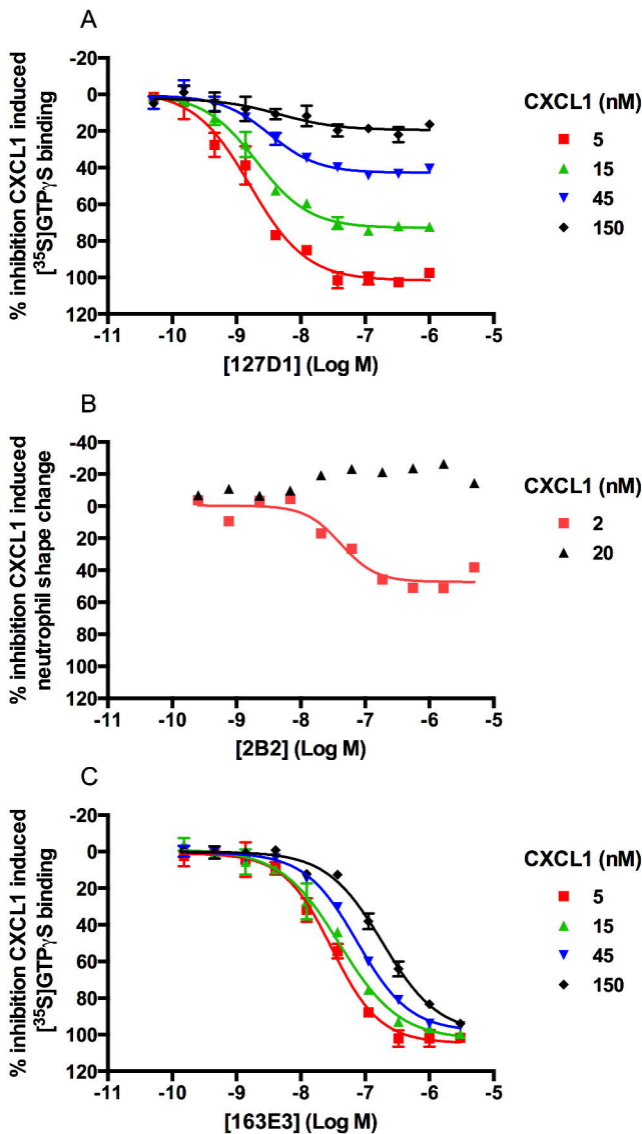 A
% inhibition CXCL1 induced
[³⁵S]GTPγS binding
-20
0
20
40
60
80
100
120
-11 -10 -9 -8 -7 -6 -5
[127D1] (Log M)
CXCL1 (nM)
5
15
45
150
B
% inhibition CXCL1 induced
neutrophil shape change
-40
-20
0
20
40
60
80
100
120
-11 -10 -9 -8 -7 -6 -5
[2B2] (Log M)
CXCL1 (nM)
2
20
C
% inhibition CXCL1 induced
[³⁵S]GTPγS binding
-20
0
20
40
60
80
100
120
-11 -10 -9 -8 -7 -6 -5
[163E3] (Log M)
CXCL1 (nM)
5
15
45
150